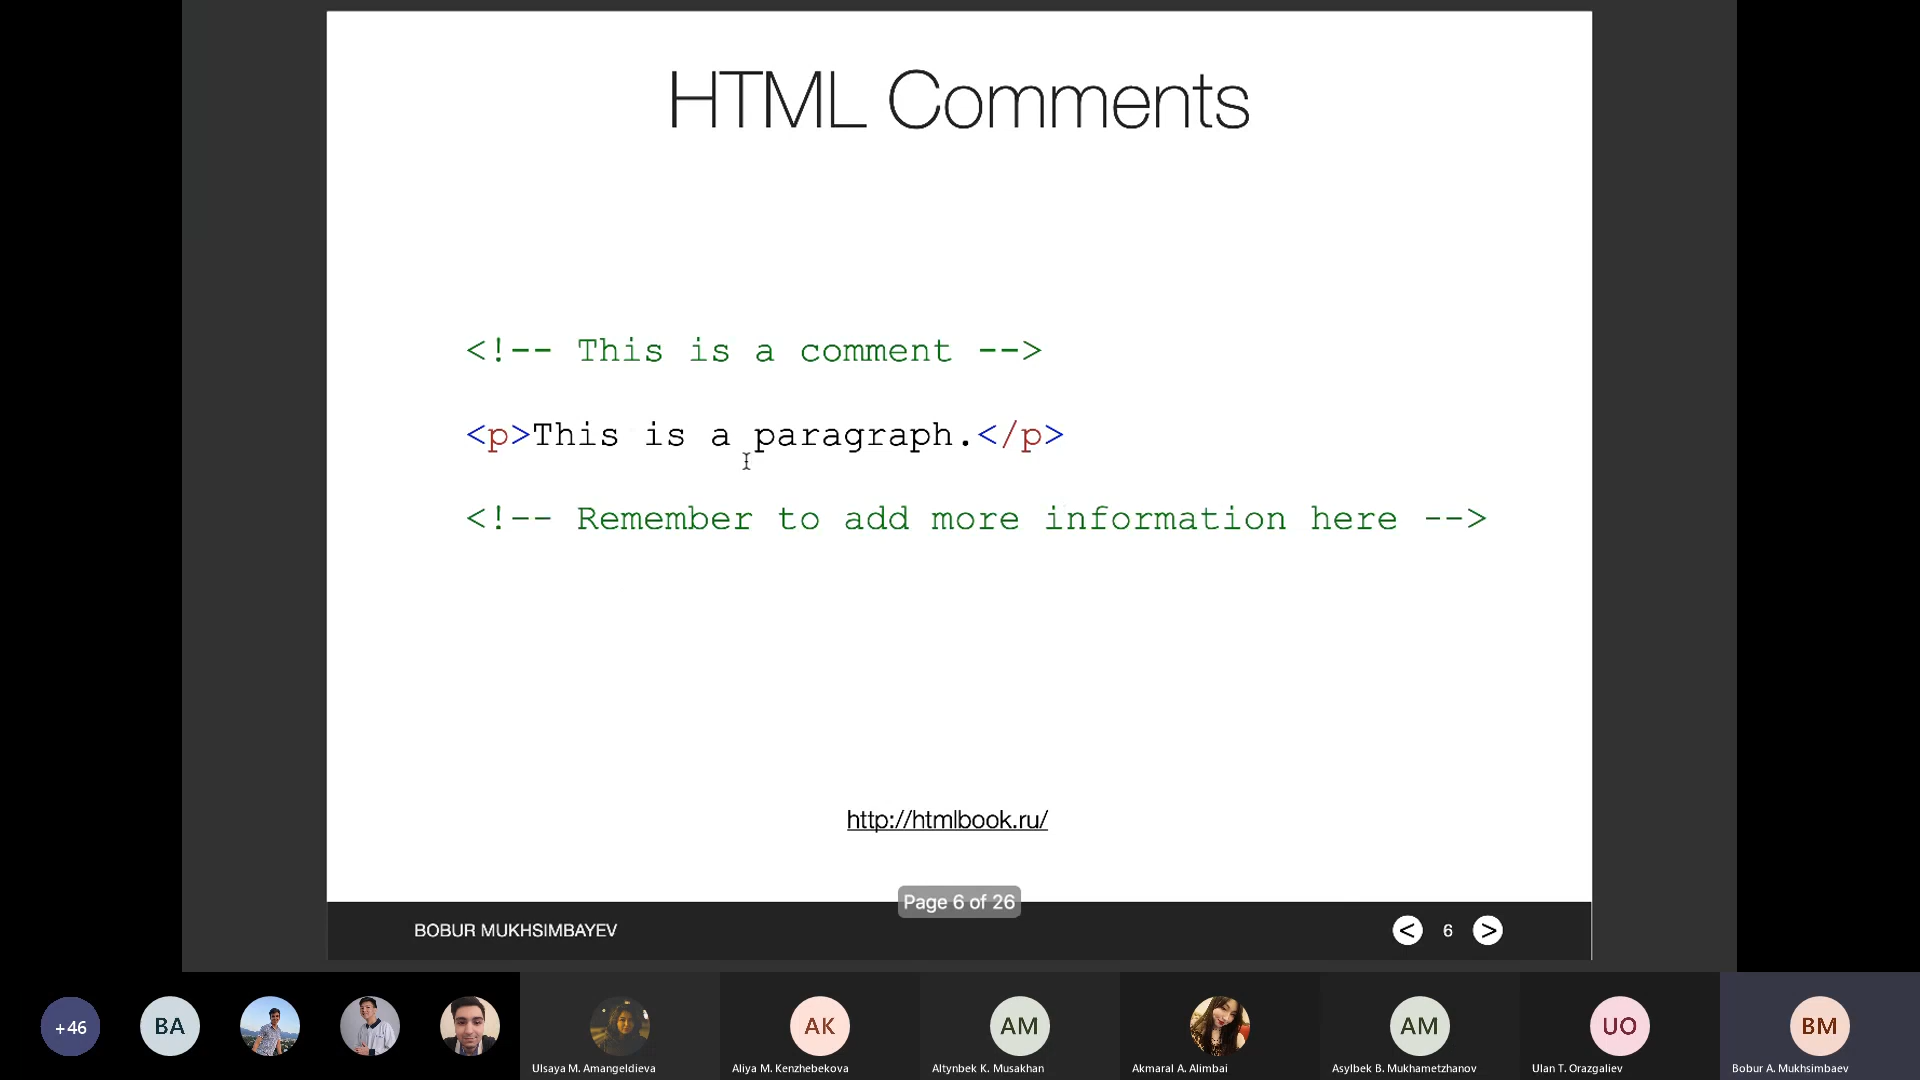 HTML Comments
<!-- This is a comment -->
<p>This is a paragraph.</p>
<!-- Remember to add more information here -->
http://htmlbook.ru/
Page 6 of 26
BOBUR MUKHSIMBAYEV
< 6 >
+46
BA
AK
AM
AM
UO
BM
Ulsaya M. Amangeldieva
Aliya M. Kenzhebekova
Altynbek K. Musakhan
Akmaral A. Alimbai
Asylbek B. Mukhametzhanov
Ulan T. Orazgaliev
Bobur A. Mukhsimbaev